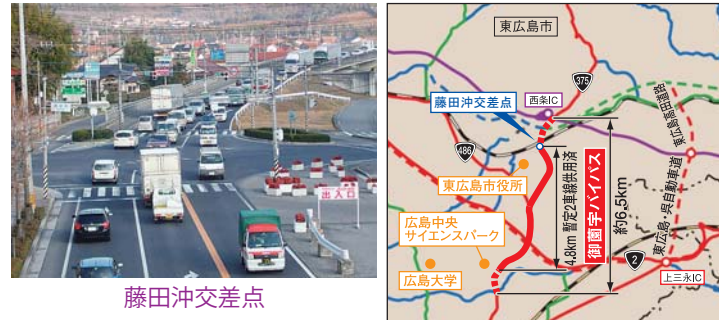 出入口
藤田沖交差点
東広島市
375
西条IC
藤田沖交差点
486
東広島高田道路
東広島市役所
4.8km 暫定2車線供用済
御薗宇バイパス
約6.5km
東広島・呉自動車道
広島中央
サイエンスパーク
広島大学
2
上三永IC